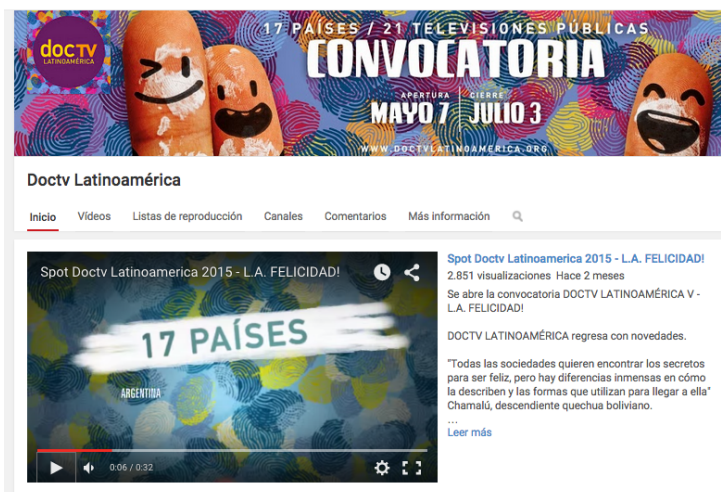 doctv
LATINOAMÉRICA
17 PAÍSES / 21 TELEVISIONES PÚBLICAS
CONVOCATORIA
APERTURA
MAYO 7
CIERRE
JULIO 3
WWW.DOCTVLATINOAMERICA.ORG
Doctv Latinoamérica
Inicio Vídeos Listas de reproducción Canales Comentarios Más información
Spot Doctv Latinoamerica 2015 - L.A. FELICIDAD!
17 PAÍSES
ARGENTINA
0:06 / 0:32
Spot Doctv Latinoamerica 2015 - L.A. FELICIDAD!
2.851 visualizaciones Hace 2 meses
Se abre la convocatoria DOCTV LATINOAMÉRICA V -
L.A. FELICIDAD!
DOCTV LATINOAMÉRICA regresa con novedades.
"Todas las sociedades quieren encontrar los secretos
para ser feliz, pero hay diferencias inmensas en cómo
la describen y las formas que utilizan para llegar a ella"
Chamalú, descendiente quechua boliviano.
...
Leer más